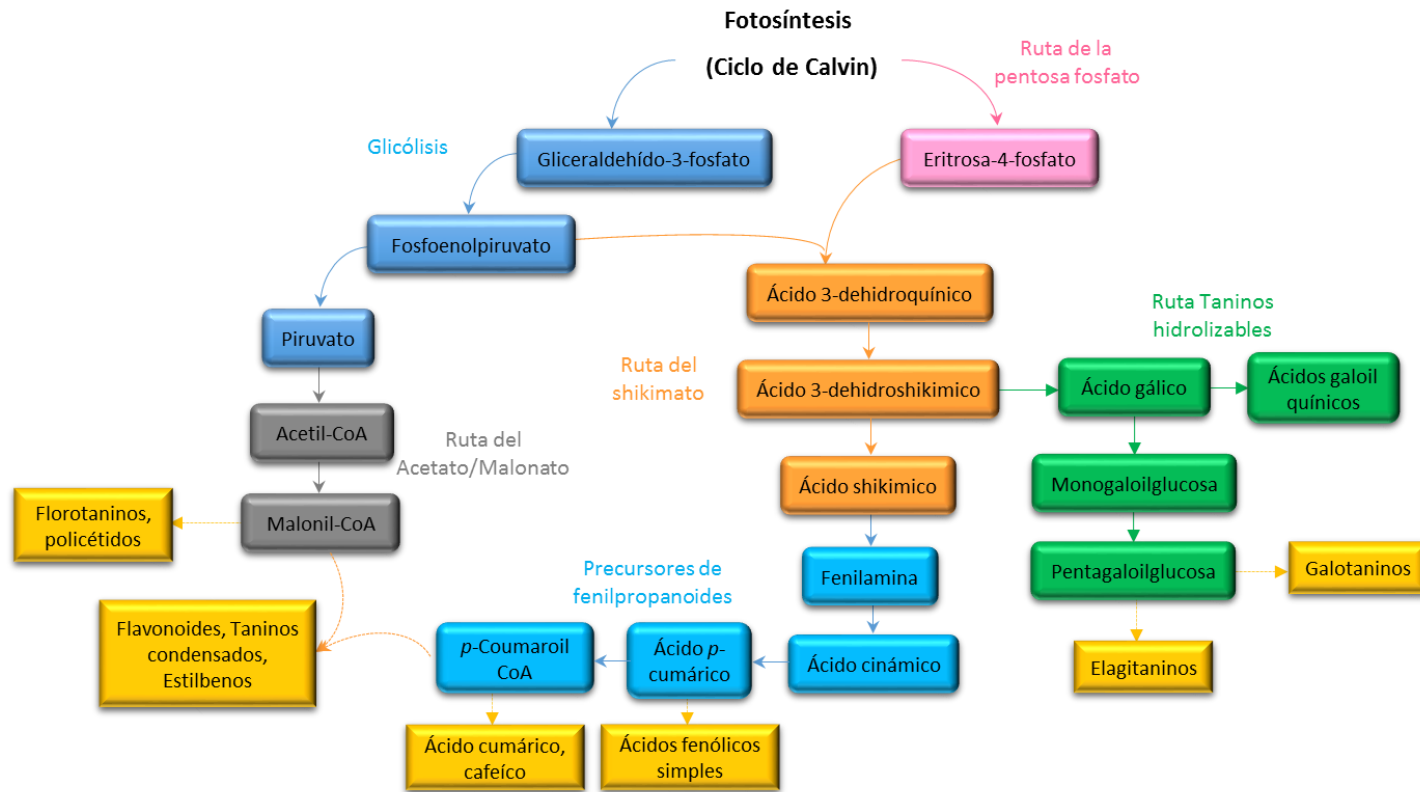 Fotosíntesis
(Ciclo de Calvin)
Ruta de la
pentosa fosfato
Glicólisis
Gliceraldehído-3-fosfato
Eritrosa-4-fosfato
Fosfoenolpiruvato
Ácido 3-dehidroquínico
Ruta Taninos
hidrolizables
Piruvato
Ruta del
shikimato
Ácido 3-dehidroshikimico
Ácido gálico
Ácidos galoil
quínicos
Acetil-CoA
Ruta del
Acetato/Malonato
Ácido shikimico
Monogaloilglucosa
Florotaninos,
policétidos
Malonil-CoA
Precursores de
fenilpropanoides
Fenilamina
Pentagaloilglucosa
Galotaninos
Flavonoides, Taninos
condensados,
Estilbenos
p-Coumaroil
CoA
Ácido p-
cumárico
Ácido cinámico
Elagitaninos
Ácido cumárico,
cafeíco
Ácidos fenólicos
simples